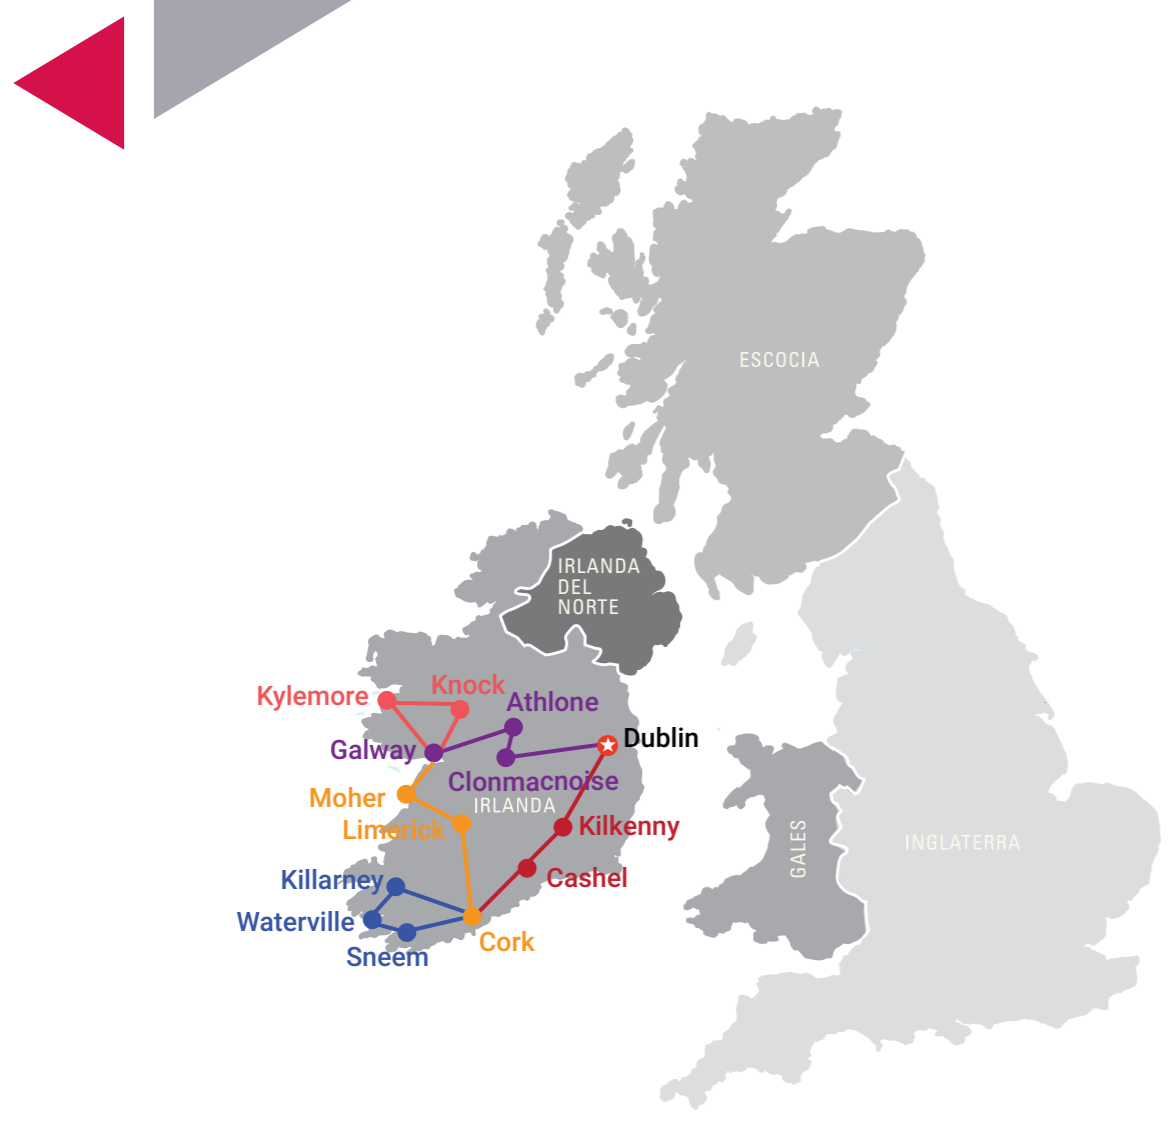 ESCOCIA
IRLANDA
DEL
NORTE
Knock
Kylemore
Athlone
Dublin
Galway
Clonmacnoise
Moher
IRLANDA
Limerick
Kilkenny
GALES
INGLATERRA
Killarney
Cashel
Waterville
Cork
Sneem